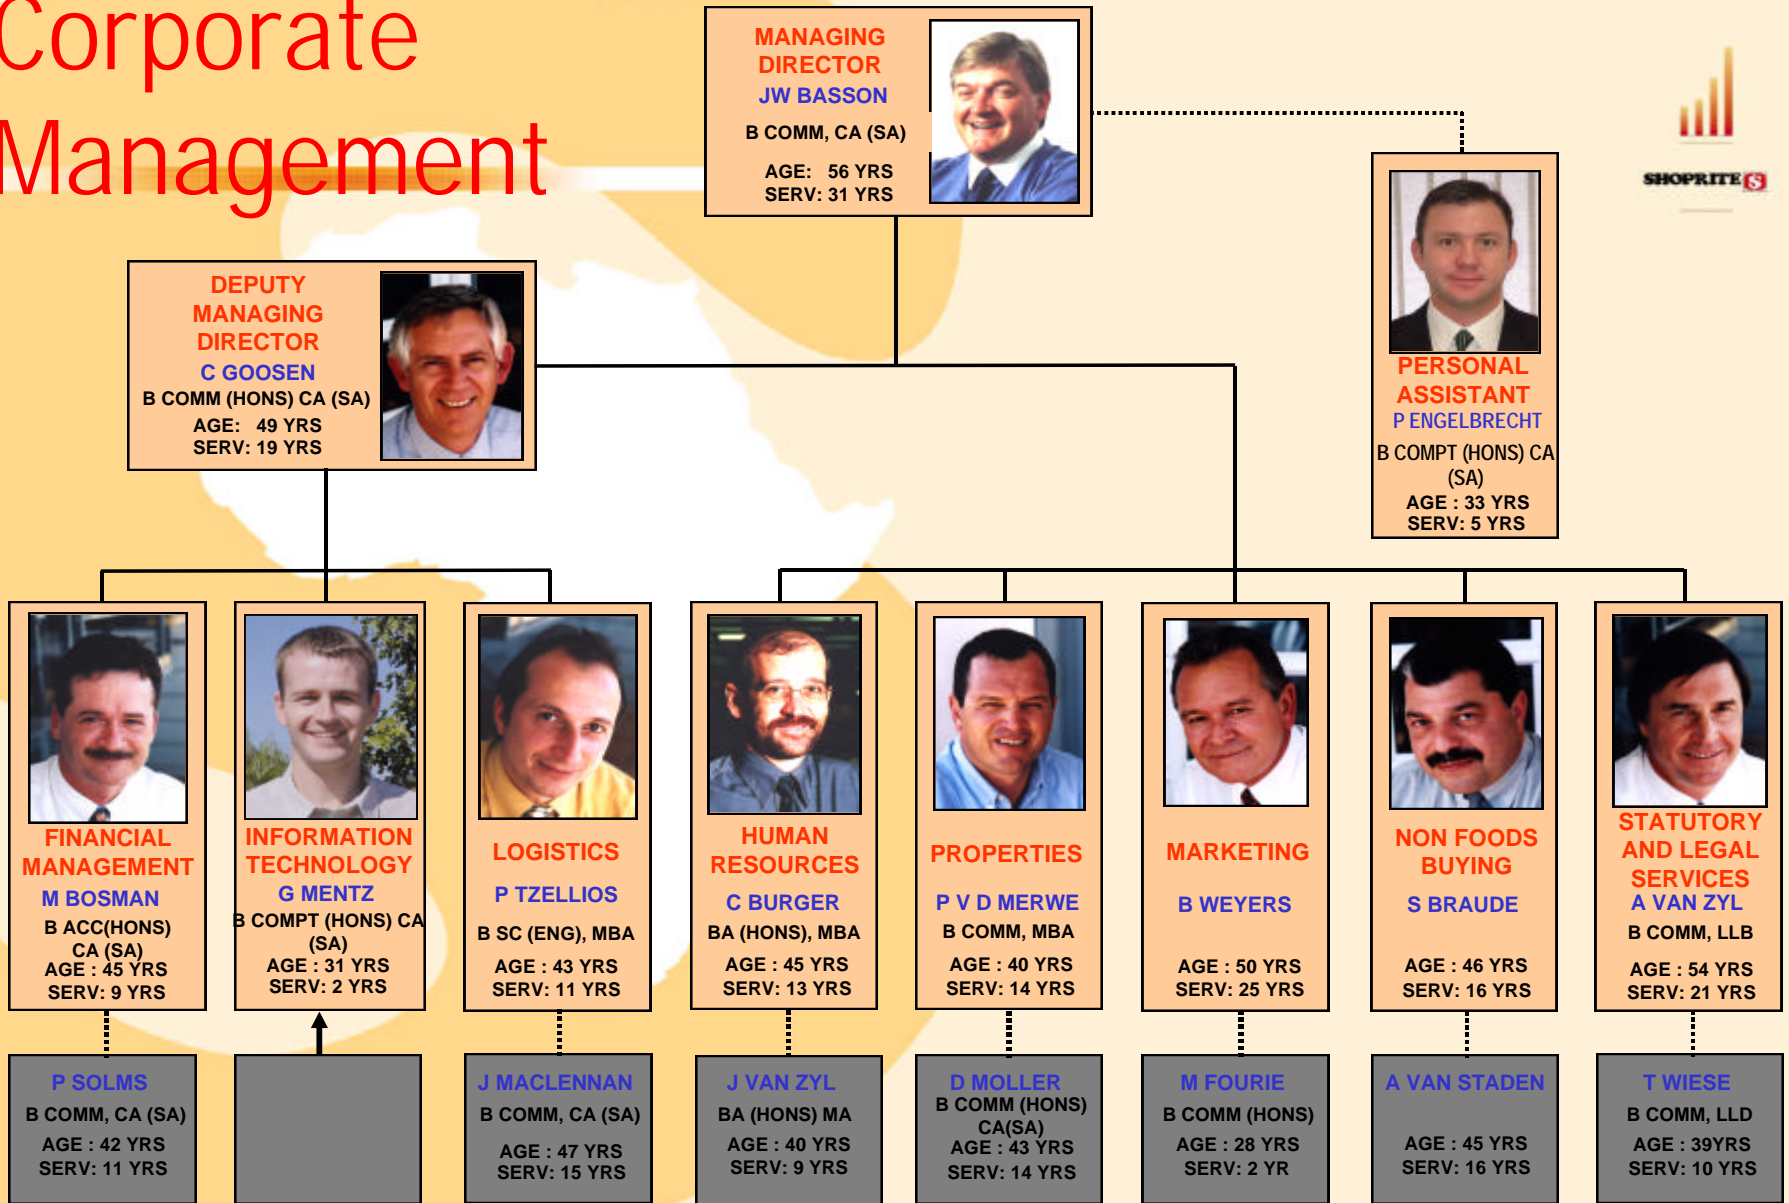 Corporate
Management
MANAGING
DIRECTOR
JW BASSON
B COMM, CA (SA)
AGE: 56 YRS
SERV: 31 YRS
SHOPRITE S
DEPUTY
MANAGING
DIRECTOR
C GOOSEN
B COMM (HONS) CA (SA)
AGE: 49 YRS
SERV: 19 YRS
PERSONAL
ASSISTANT
P ENGELBRECHT
B COMPT (HONS) CA
(SA)
AGE : 33 YRS
SERV: 5 YRS
FINANCIAL
MANAGEMENT
M BOSMAN
B ACC(HONS)
CA (SA)
AGE : 45 YRS
SERV: 9 YRS
INFORMATION
TECHNOLOGY
G MENTZ
B COMPT (HONS) CA
(SA)
AGE : 31 YRS
SERV: 2 YRS
LOGISTICS
P TZELLIOS
B SC (ENG), MBA
AGE : 43 YRS
SERV: 11 YRS
HUMAN
RESOURCES
C BURGER
BA (HONS), MBA
AGE : 45 YRS
SERV: 13 YRS
PROPERTIES
P V D MERWE
B COMM, MBA
AGE : 40 YRS
SERV: 14 YRS
MARKETING
B WEYERS
AGE : 50 YRS
SERV: 25 YRS
NON FOODS
BUYING
S BRAUDE
AGE : 46 YRS
SERV: 16 YRS
STATUTORY
AND LEGAL
SERVICES
A VAN ZYL
B COMM, LLB
AGE : 54 YRS
SERV: 21 YRS
P SOLMS
B COMM, CA (SA)
AGE : 42 YRS
SERV: 11 YRS
J MACLENNAN
B COMM, CA (SA)
AGE : 47 YRS
SERV: 15 YRS
J VAN ZYL
BA (HONS) MA
AGE : 40 YRS
SERV: 9 YRS
D MOLLER
B COMM (HONS)
CA(SA)
AGE : 43 YRS
SERV: 14 YRS
M FOURIE
B COMM (HONS)
AGE : 28 YRS
SERV: 2 YR
A VAN STADEN
AGE : 45 YRS
SERV: 16 YRS
T WIESE
B COMM, LLD
AGE : 39YRS
SERV: 10 YRS